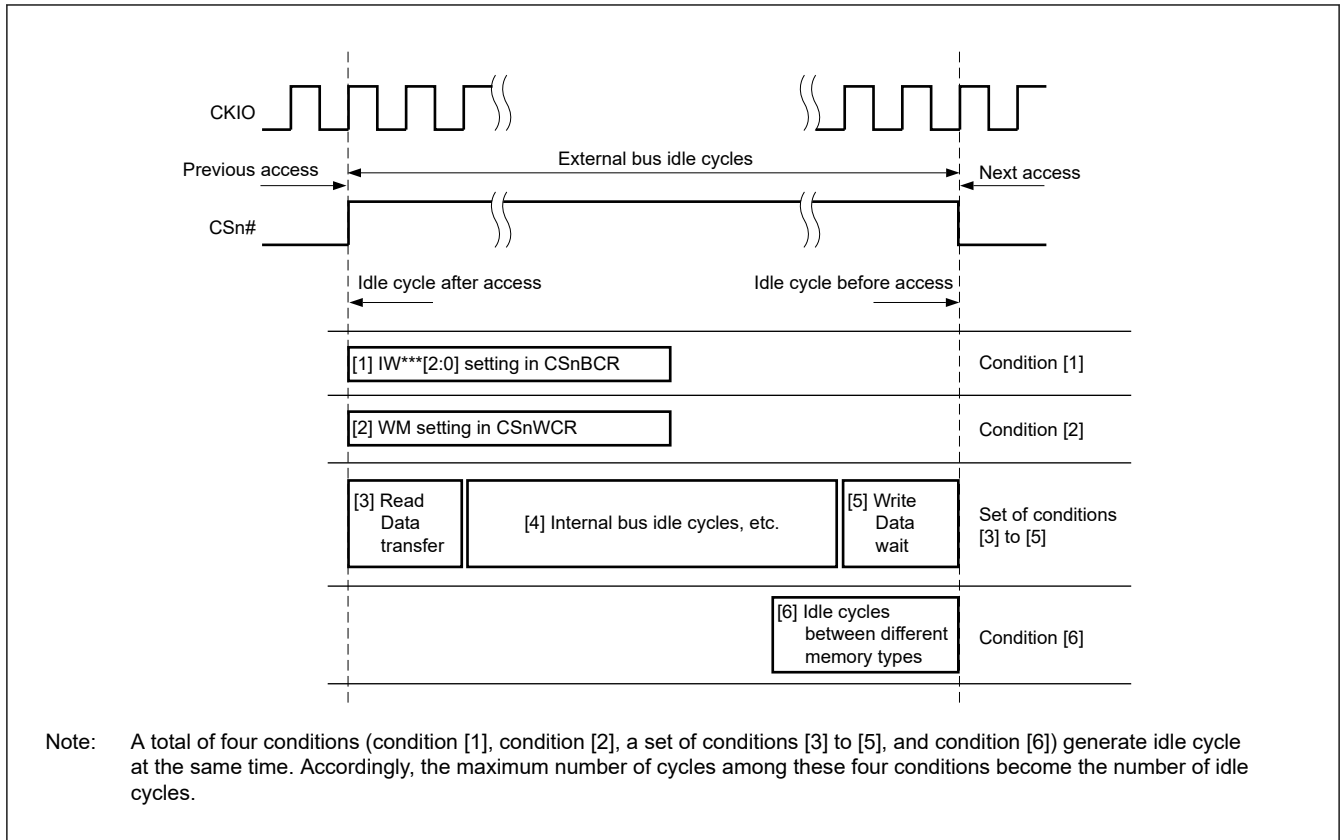 CKIO
External bus idle cycles
Previous access
Next access
CSn#
Idle cycle after access
Idle cycle before access
[1] IW***[2:0] setting in CSnBCR
Condition [1]
[2] WM setting in CSnWCR
Condition [2]
[3] Read
Data
transfer
[4] Internal bus idle cycles, etc.
[5] Write
Data
wait
Set of conditions
[3] to [5]
[6] Idle cycles
between different
memory types
Condition [6]
Note: A total of four conditions (condition [1], condition [2], a set of conditions [3] to [5], and condition [6]) generate idle cycle
at the same time. Accordingly, the maximum number of cycles among these four conditions become the number of idle
cycles.